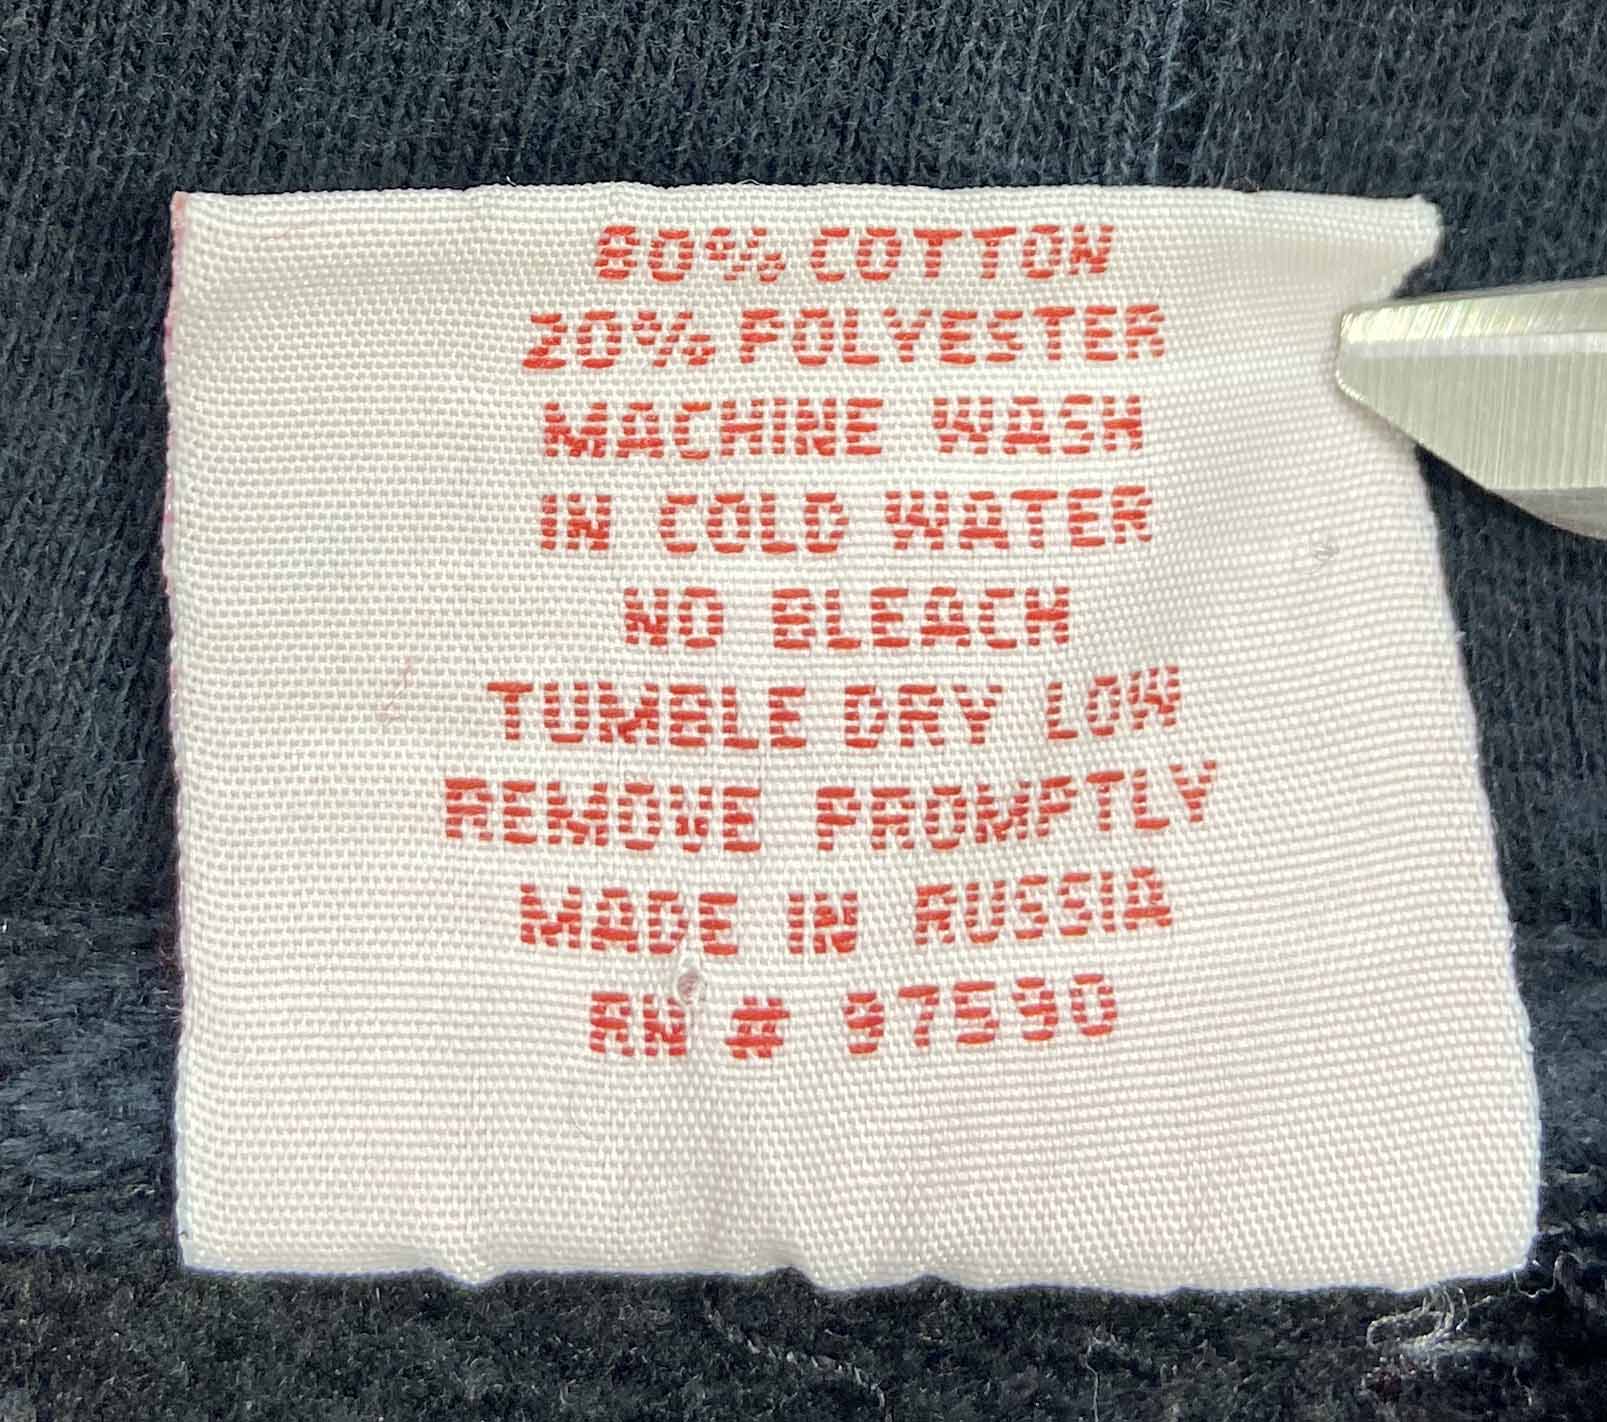 80% COTTON
20% POLYESTER
MACHINE WASH
IN COLD WATER
NO BLEACH
TUMBLE DRY LOW
REMOVE PROMPTLY
MADE IN RUSSIA
RN # 97590